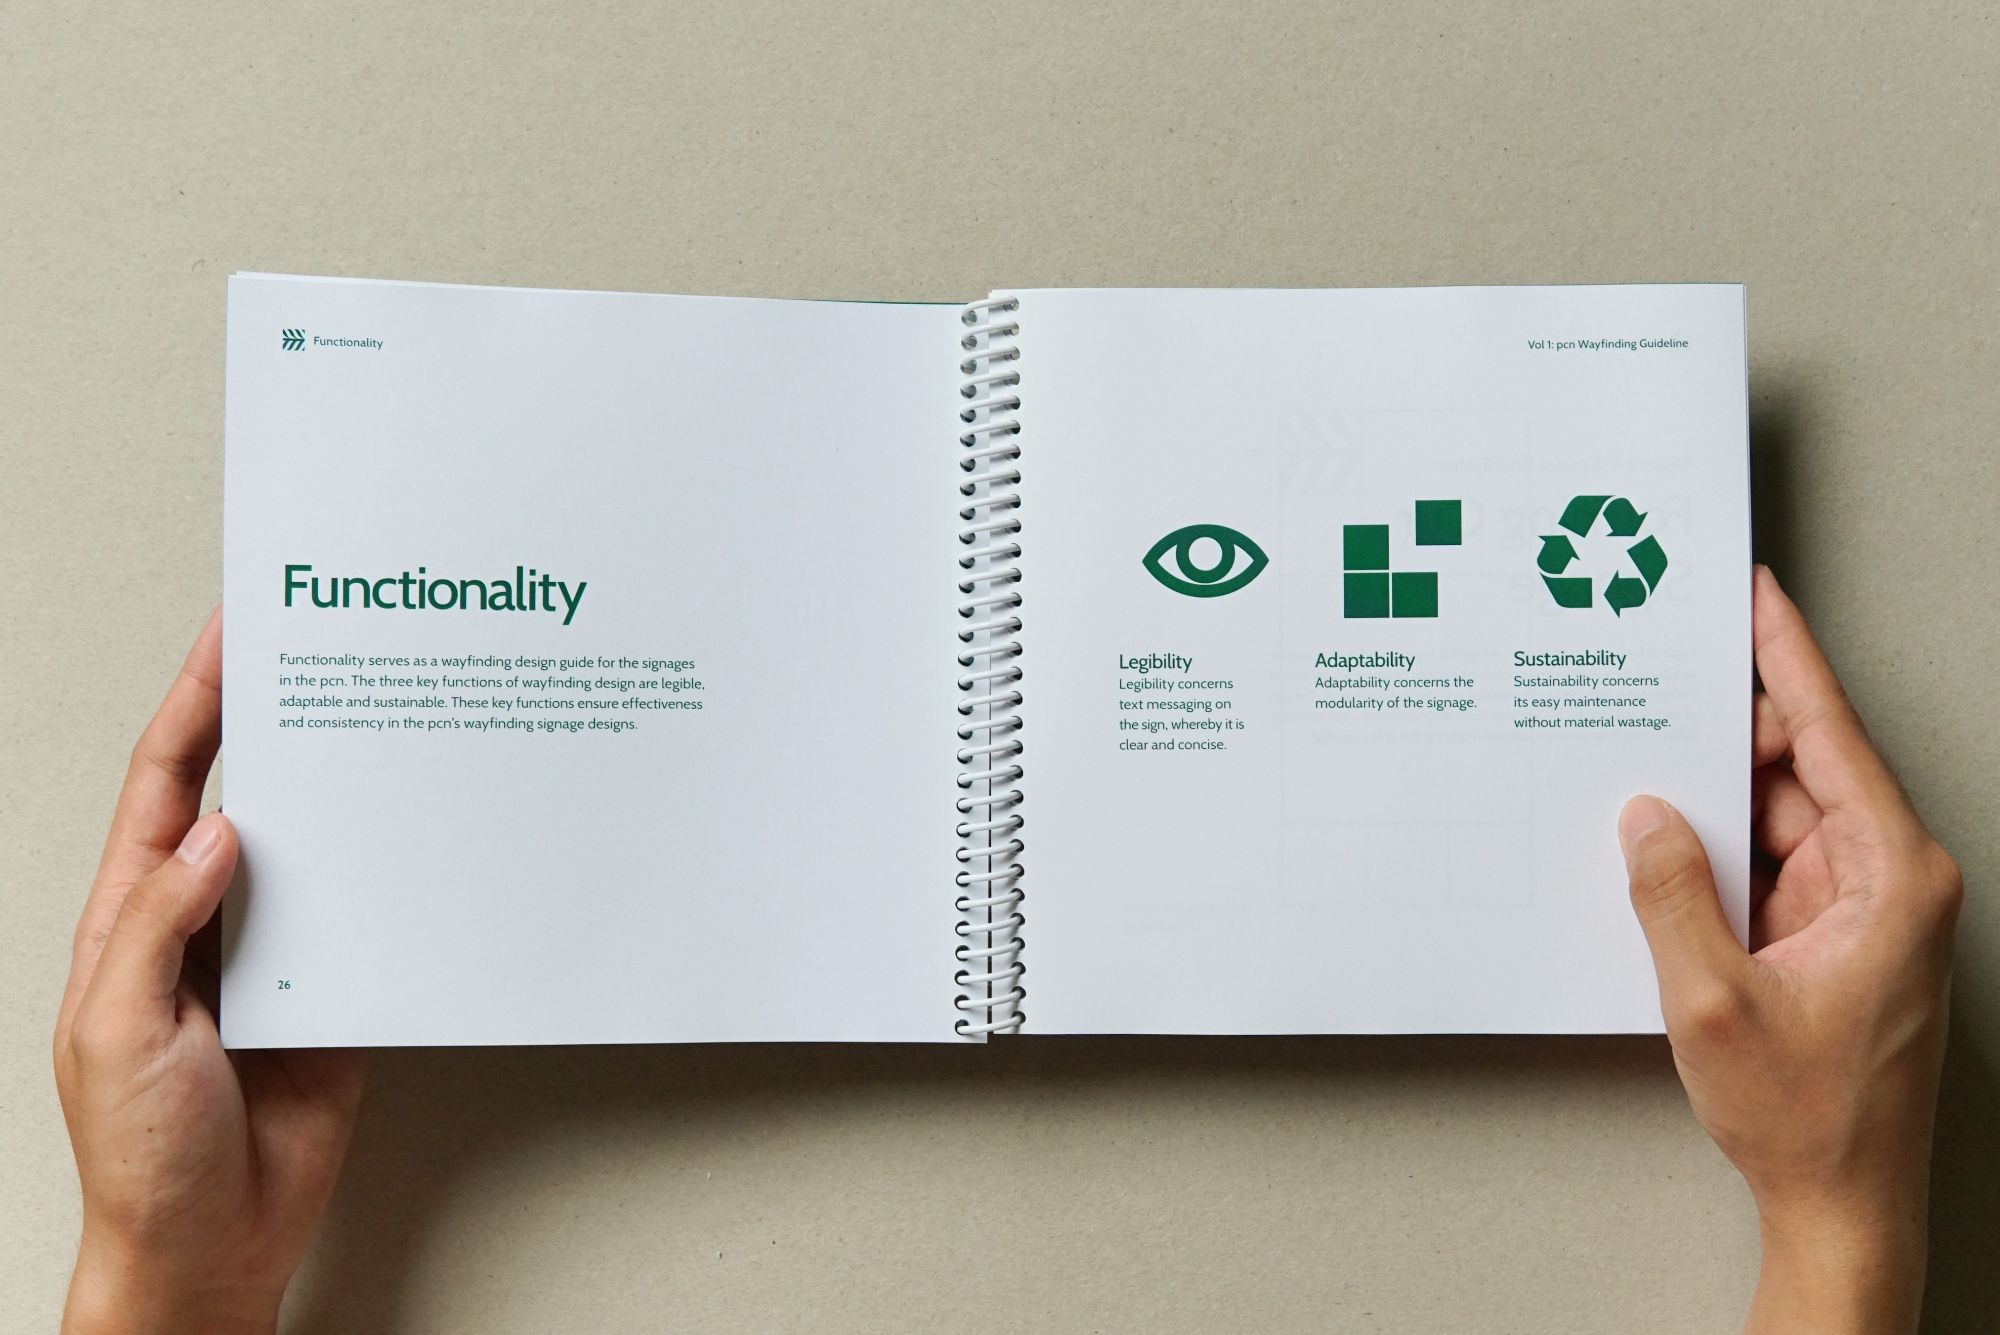 Functionality
Functionality
Functionality serves as a wayfinding design guide for the signages
in the pcn. The three key functions of wayfinding design are legible,
adaptable and sustainable. These key functions ensure effectiveness
and consistency in the pcn's wayfinding signage designs.
26
Vol 1: pcn Wayfinding Guideline
Legibility
Legibility concerns
text messaging on
the sign, whereby it is
clear and concise.
Adaptability
Adaptability concerns the
modularity of the signage.
Sustainability
Sustainability concerns
its easy maintenance
without material wastage.